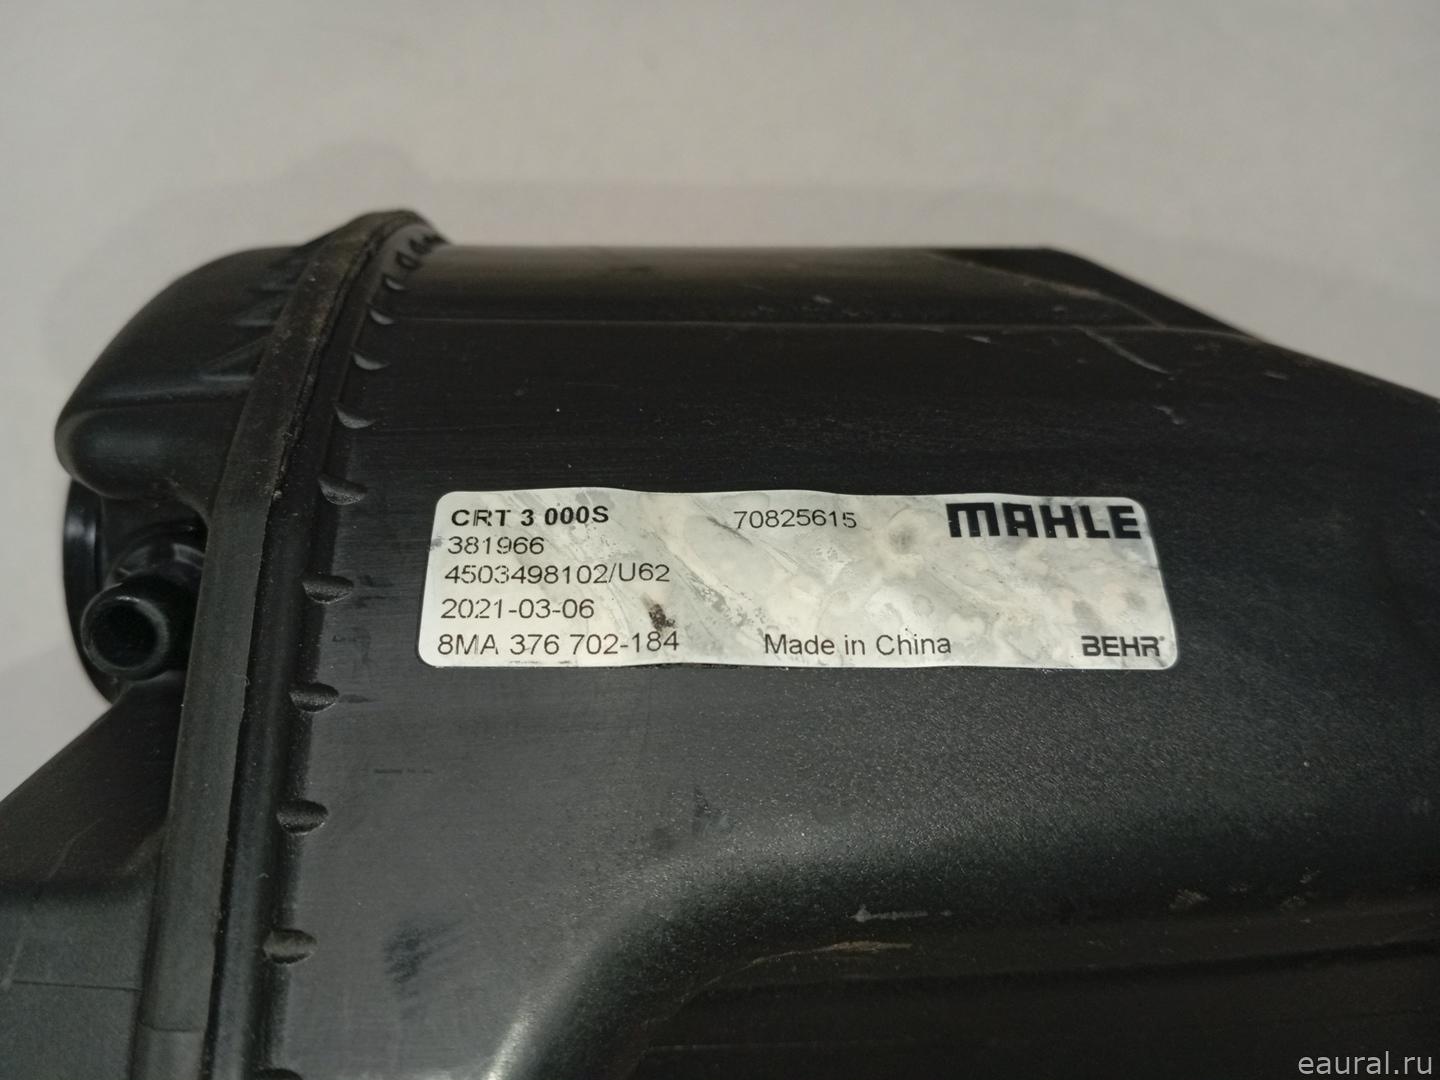 CRT 3 000S 70825615 MAHLE
381966
4503498102/U62
2021-03-06
8MA 376 702-184 Made in China BEHR®
eaural.ru